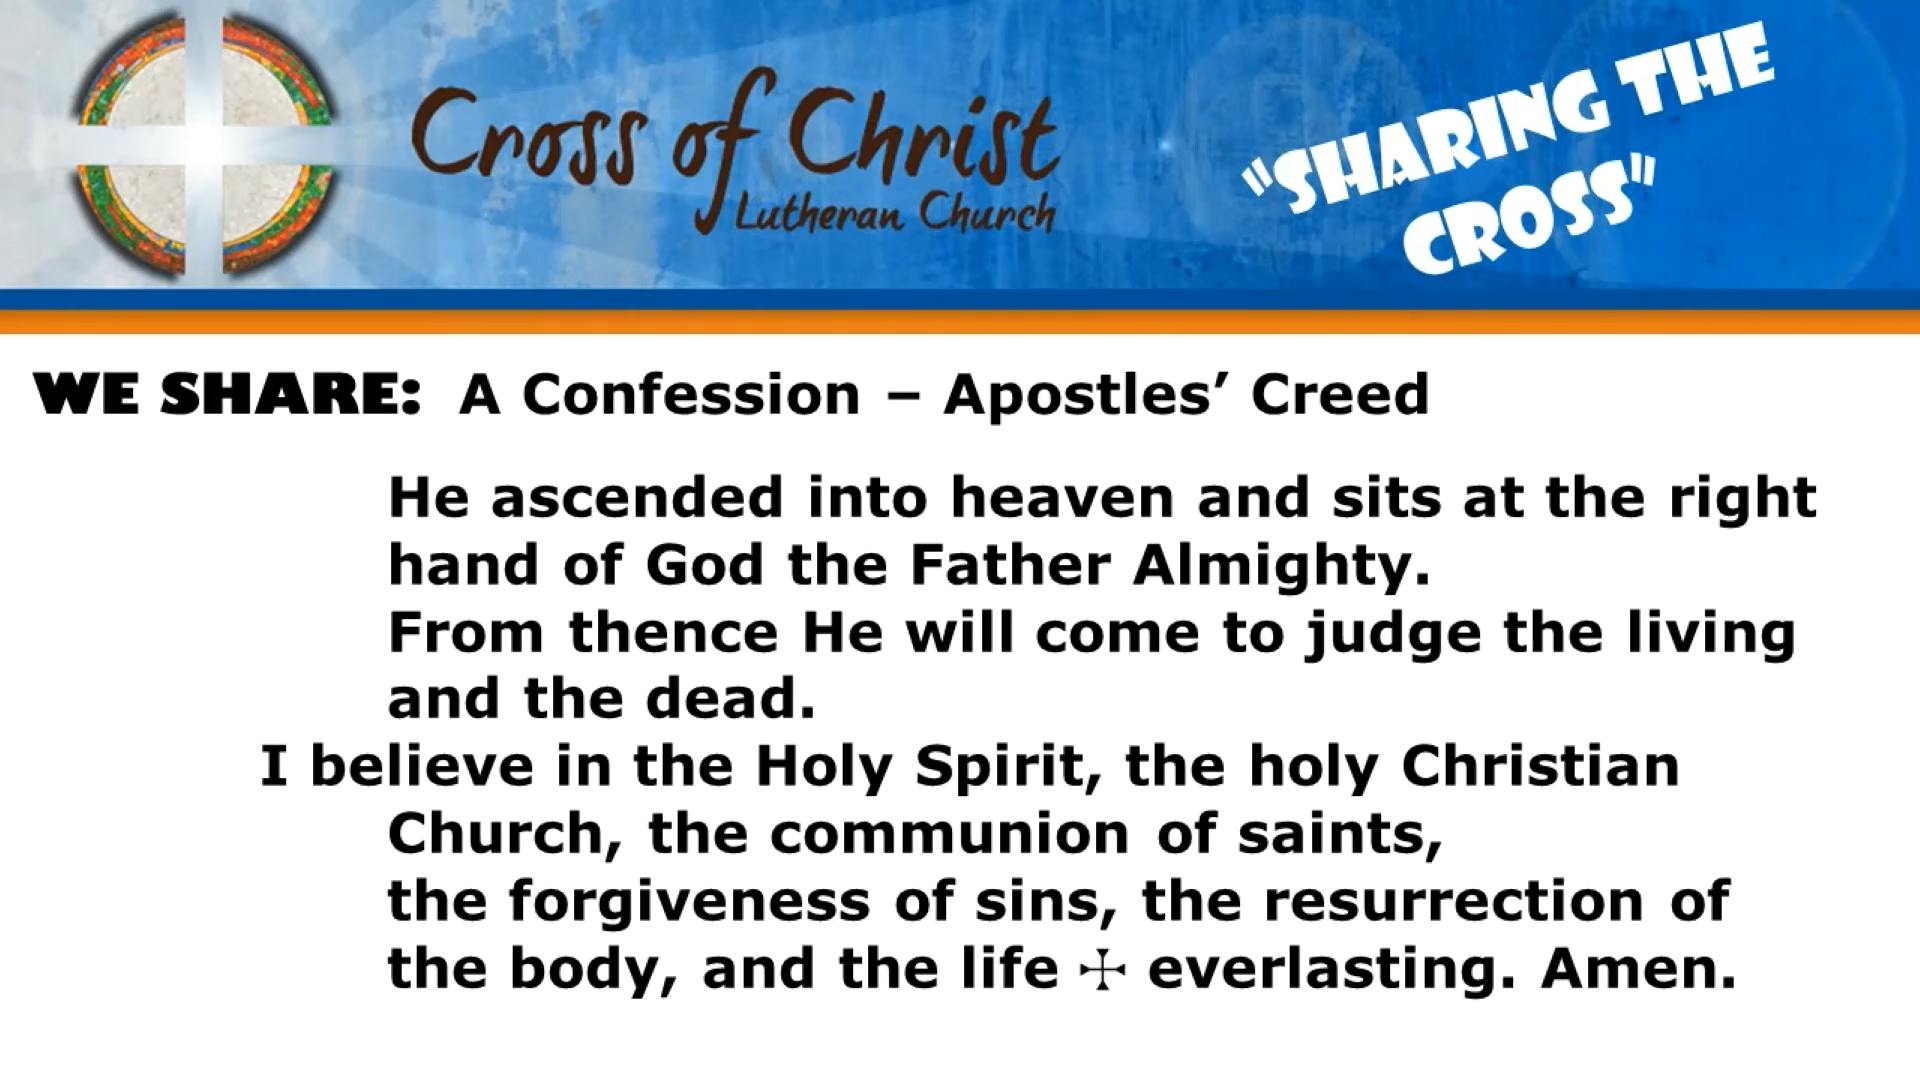 Cross of Christ
Lutheran Church
"SHARING THE
CROSS"
WE SHARE: A Confession – Apostles’ Creed
He ascended into heaven and sits at the right
hand of God the Father Almighty.
From thence He will come to judge the living
and the dead.
I believe in the Holy Spirit, the holy Christian
Church, the communion of saints,
the forgiveness of sins, the resurrection of
the body, and the life ☩ everlasting. Amen.